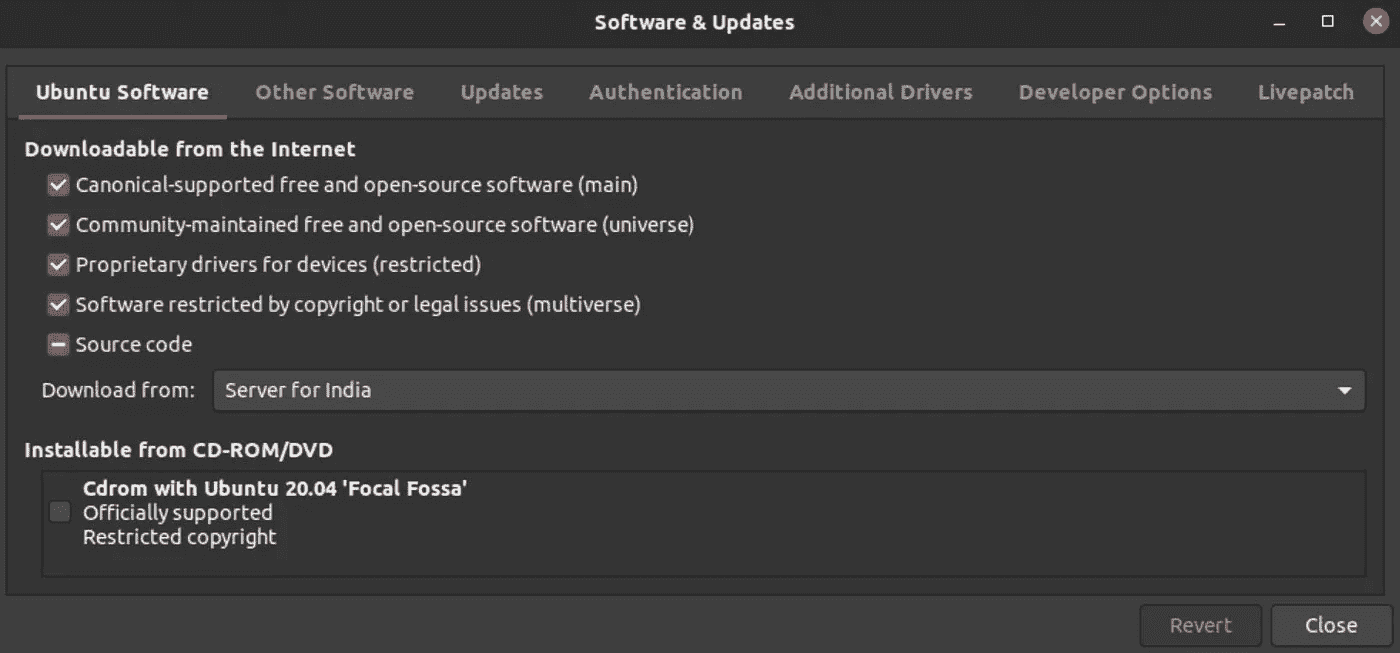 Software & Updates
Ubuntu Software Other Software Updates Authentication Additional Drivers Developer Options Livepatch
Downloadable from the Internet
Canonical-supported free and open-source software (main)
Community-maintained free and open-source software (universe)
Proprietary drivers for devices (restricted)
Software restricted by copyright or legal issues (multiverse)
Source code
Download from: Server for India
Installable from CD-ROM/DVD
Cdrom with Ubuntu 20.04 'Focal Fossa'
Officially supported
Restricted copyright
Revert Close